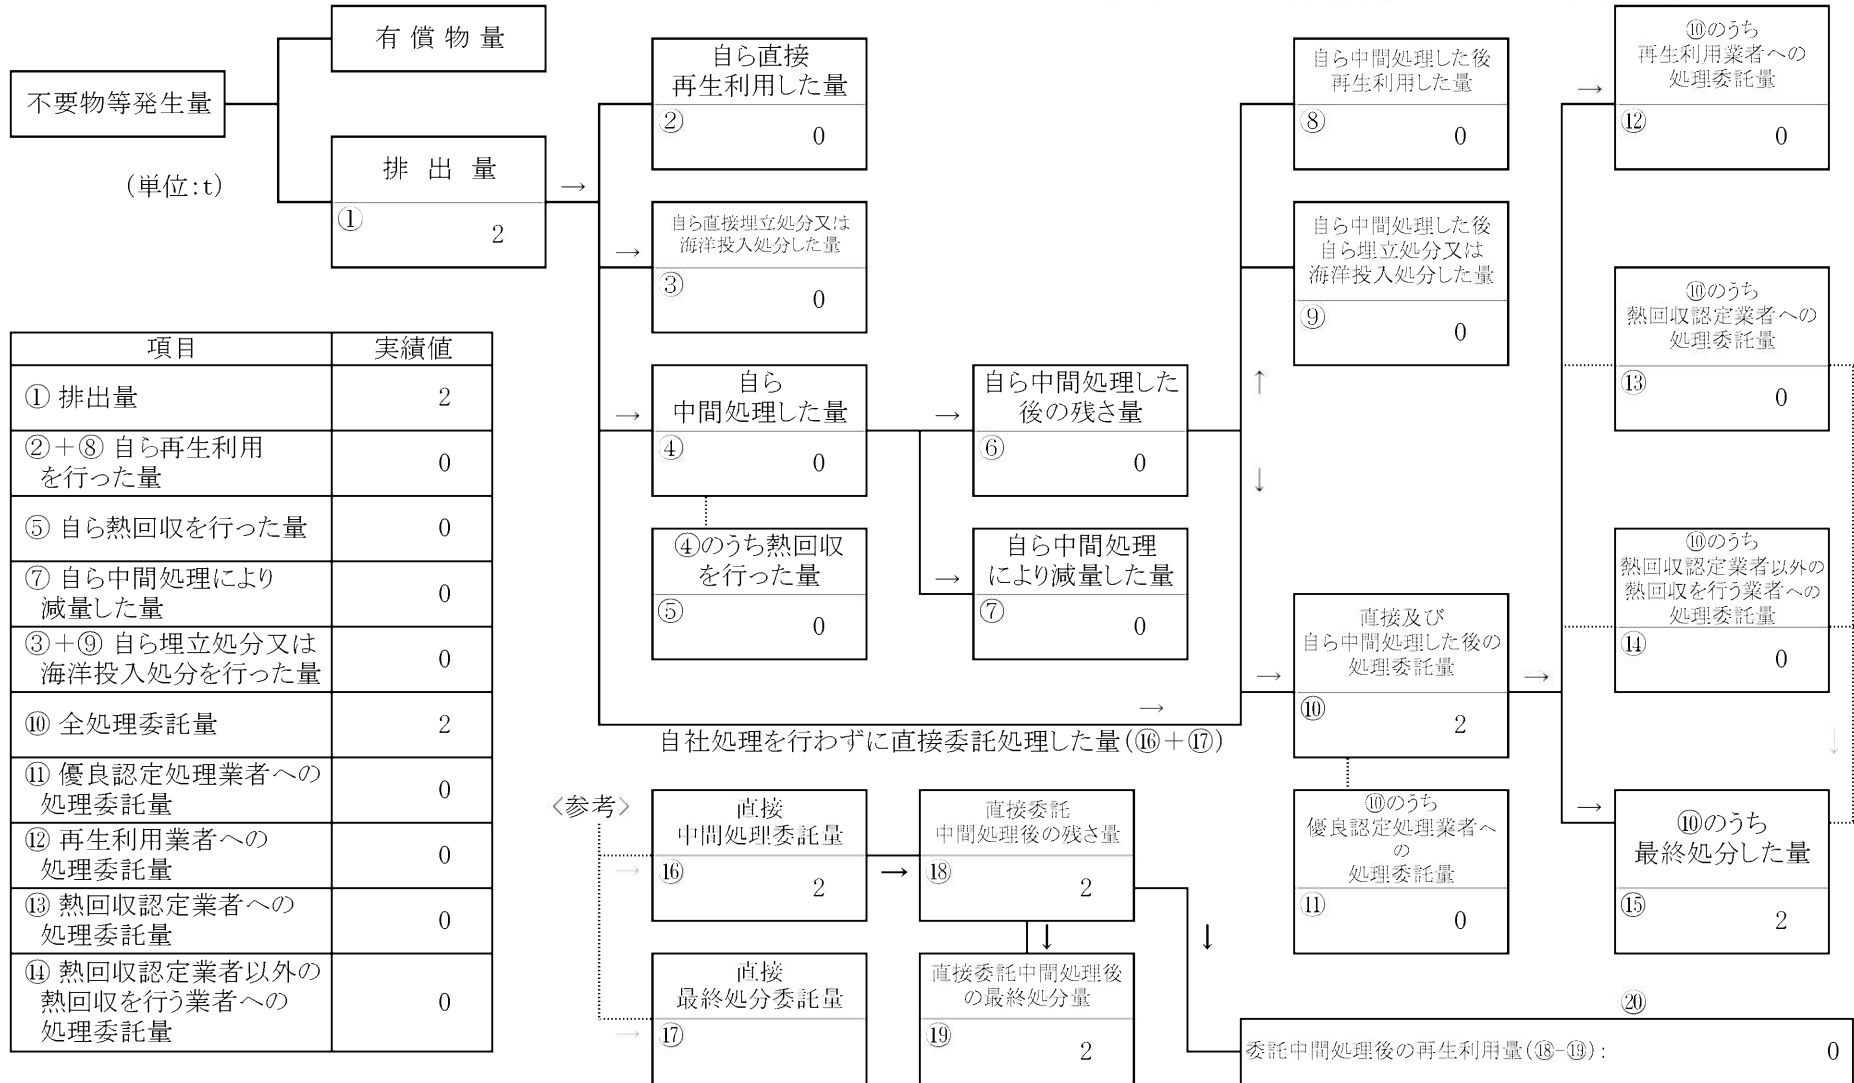 不要物等発生量
(単位:t)
有償物量
排出量
①
2
自ら直接
再生利用した量
②
0
自ら直接埋立処分又は
海洋投入処分した量
→
③
0
→
自ら
中間処理した量
→
④
0
④のうち熱回収
を行った量
⑤
0
自ら中間処理した
後の残さ量
→
⑥
0
自ら中間処理
により減量した量
→
⑦
0
自ら中間処理した後
再生利用した量
⑧
0
自ら中間処理した後
自ら埋立処分又は
海洋投入処分した量
⑨
0
↑
↓
→
自社処理を行わずに直接委託処理した量(⑯+⑰)
直接及び
自ら中間処理した後の
処理委託量
→
⑩
2
→
⑩のうち
優良認定処理業者へ
の
処理委託量
⑪
0
⑩のうち
再生利用業者への
処理委託量
→
⑫
0
⑩のうち
熱回収認定業者への
処理委託量
⑬
0
⑩のうち
熱回収認定業者以外の
熱回収を行う業者への
処理委託量
⑭
0
↓
→
⑩のうち
最終処分した量
⑮
2
項目 実績値
① 排出量 2
②+⑧ 自ら再生利用
を行った量 0
⑤ 自ら熱回収を行った量 0
⑦ 自ら中間処理により
減量した量 0
③+⑨ 自ら埋立処分又は
海洋投入処分を行った量 0
⑩ 全処理委託量 2
⑪ 優良認定処理業者への
処理委託量 0
⑫ 再生利用業者への
処理委託量 0
⑬ 熱回収認定業者への
処理委託量 0
⑭ 熱回収認定業者以外の
熱回収を行う業者への
処理委託量 0
〈参考〉
直接
中間処理委託量
→
⑯
2
直接委託
中間処理後の残さ量
→
⑱
2
↓
↓
直接
最終処分委託量
→
⑰
直接委託中間処理後
の最終処分量
⑲
2
⑳
委託中間処理後の再生利用量(⑱-⑲): 0